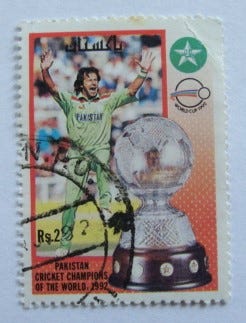 پاکستان
WORLD CUP 1992
PAKISTAN
Rs.2
PAKISTAN
CRICKET CHAMPIONS
OF THE WORLD, 1992